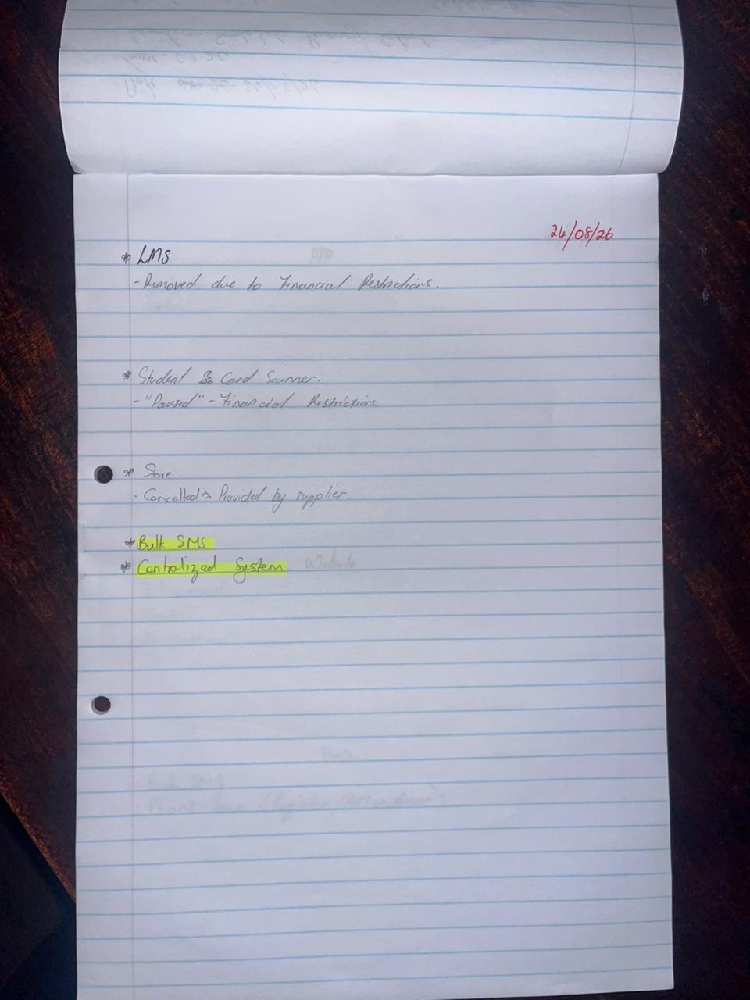 24/08/26
* LMS.
- Removed due to Financial Restrictions.
* Student Card Scanner.
- "Paused" - Financial Restrictions.
* Store.
- Cancelled -> Provided by supplier.
* Bulk SMS
* Centralized System